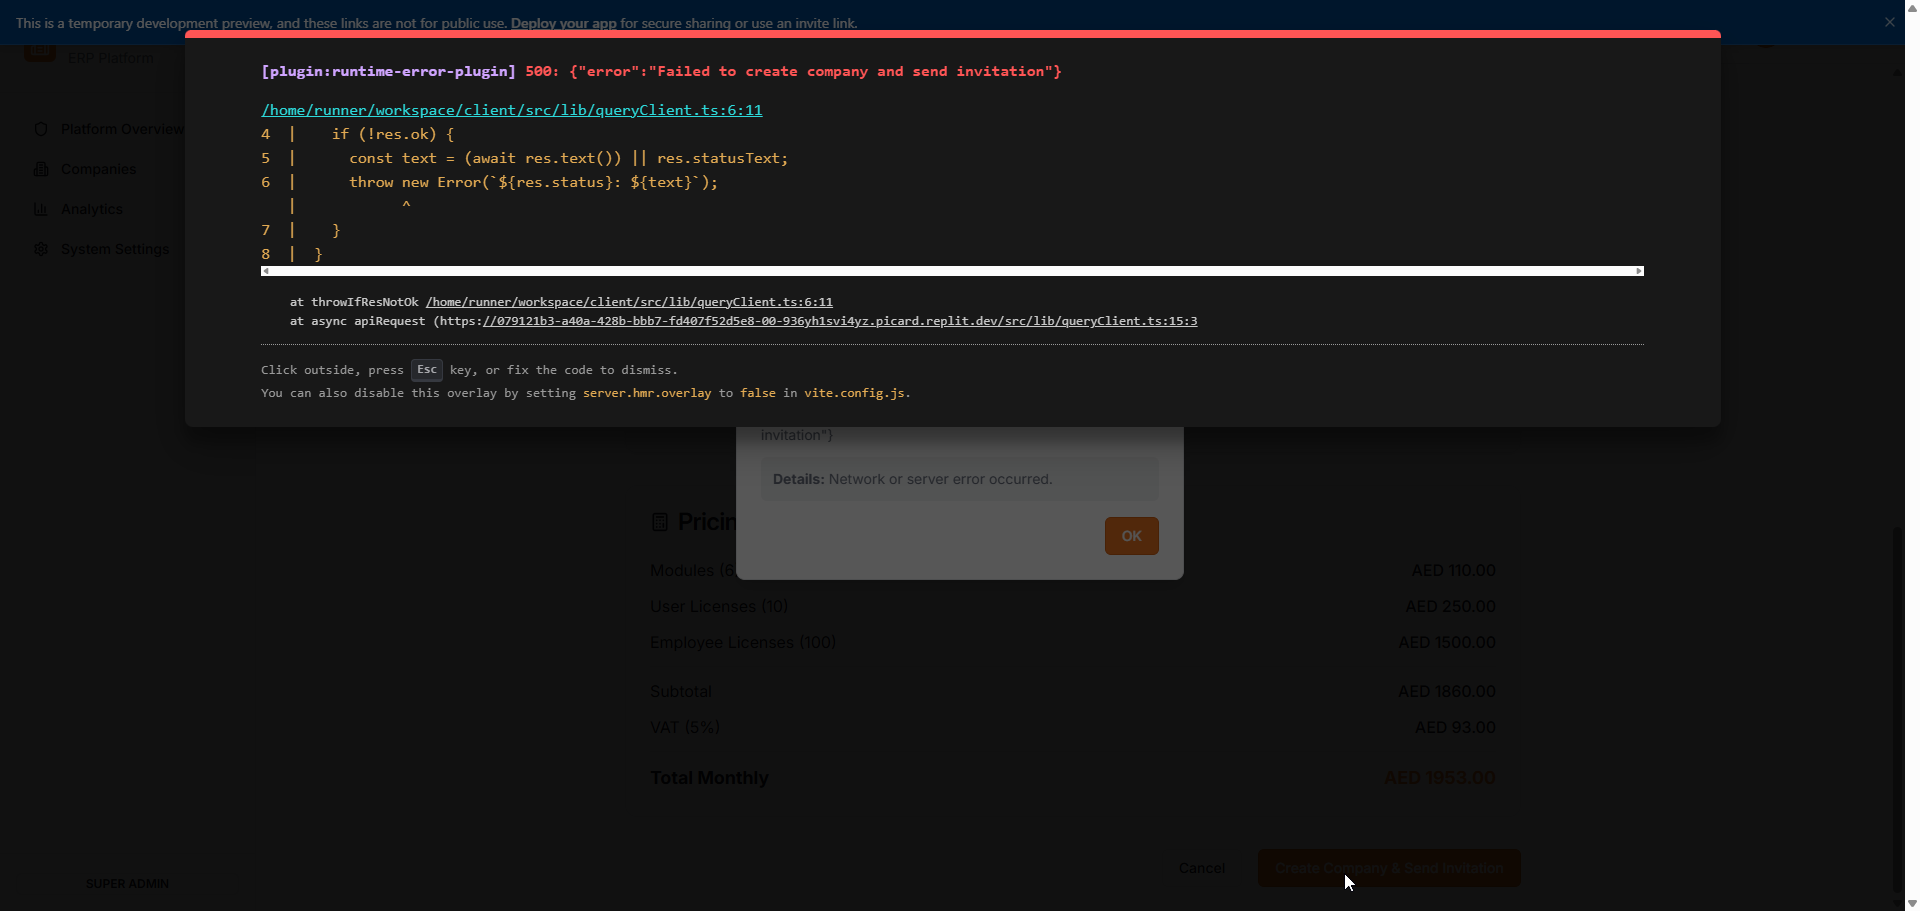 This is a temporary development preview, and these links are not for public use. Deploy your app for secure sharing or use an invite link.
ERP Platform
[plugin:runtime-error-plugin] 500: {"error":"Failed to create company and send invitation"}
/home/runner/workspace/client/src/lib/queryClient.ts:6:11
4 | if (!res.ok) {
5 | const text = (await res.text()) || res.statusText;
6 | throw new Error(`${res.status}: ${text}`);
| ^
7 | }
8 | }
at throwIfResNotOk /home/runner/workspace/client/src/lib/queryClient.ts:6:11
at async apiRequest (https://079121b3-a40a-428b-bbb7-fd407f52d5e8-00-936yh1svi4yz.picard.replit.dev/src/lib/queryClient.ts:15:3
Click outside, press Esc key, or fix the code to dismiss.
You can also disable this overlay by setting server.hmr.overlay to false in vite.config.js.
Platform Overview
Companies
Analytics
System Settings
invitation"}
Details: Network or server error occurred.
OK
Pricin
Modules (6 AED 110.00
User Licenses (10) AED 250.00
Employee Licenses (100) AED 1500.00
Subtotal AED 1860.00
VAT (5%) AED 93.00
Total Monthly AED 1953.00
Cancel Create Company & Send Invitation
SUPER ADMIN